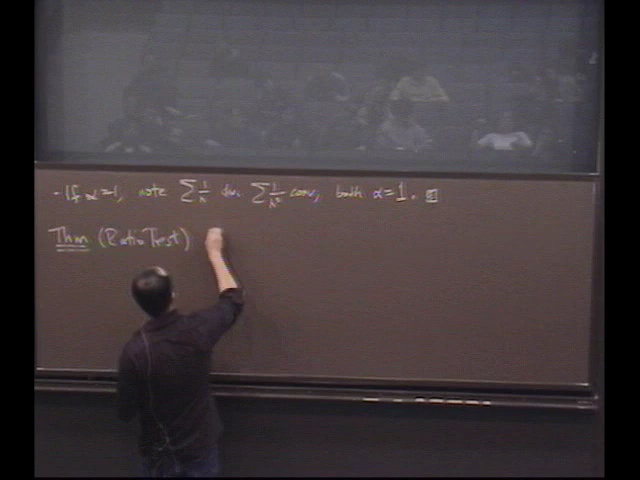 - If α=1, note ∑ 1/n div. ∑ 1/n² conv, both α=1. ▫
Thm (Ratio Test)